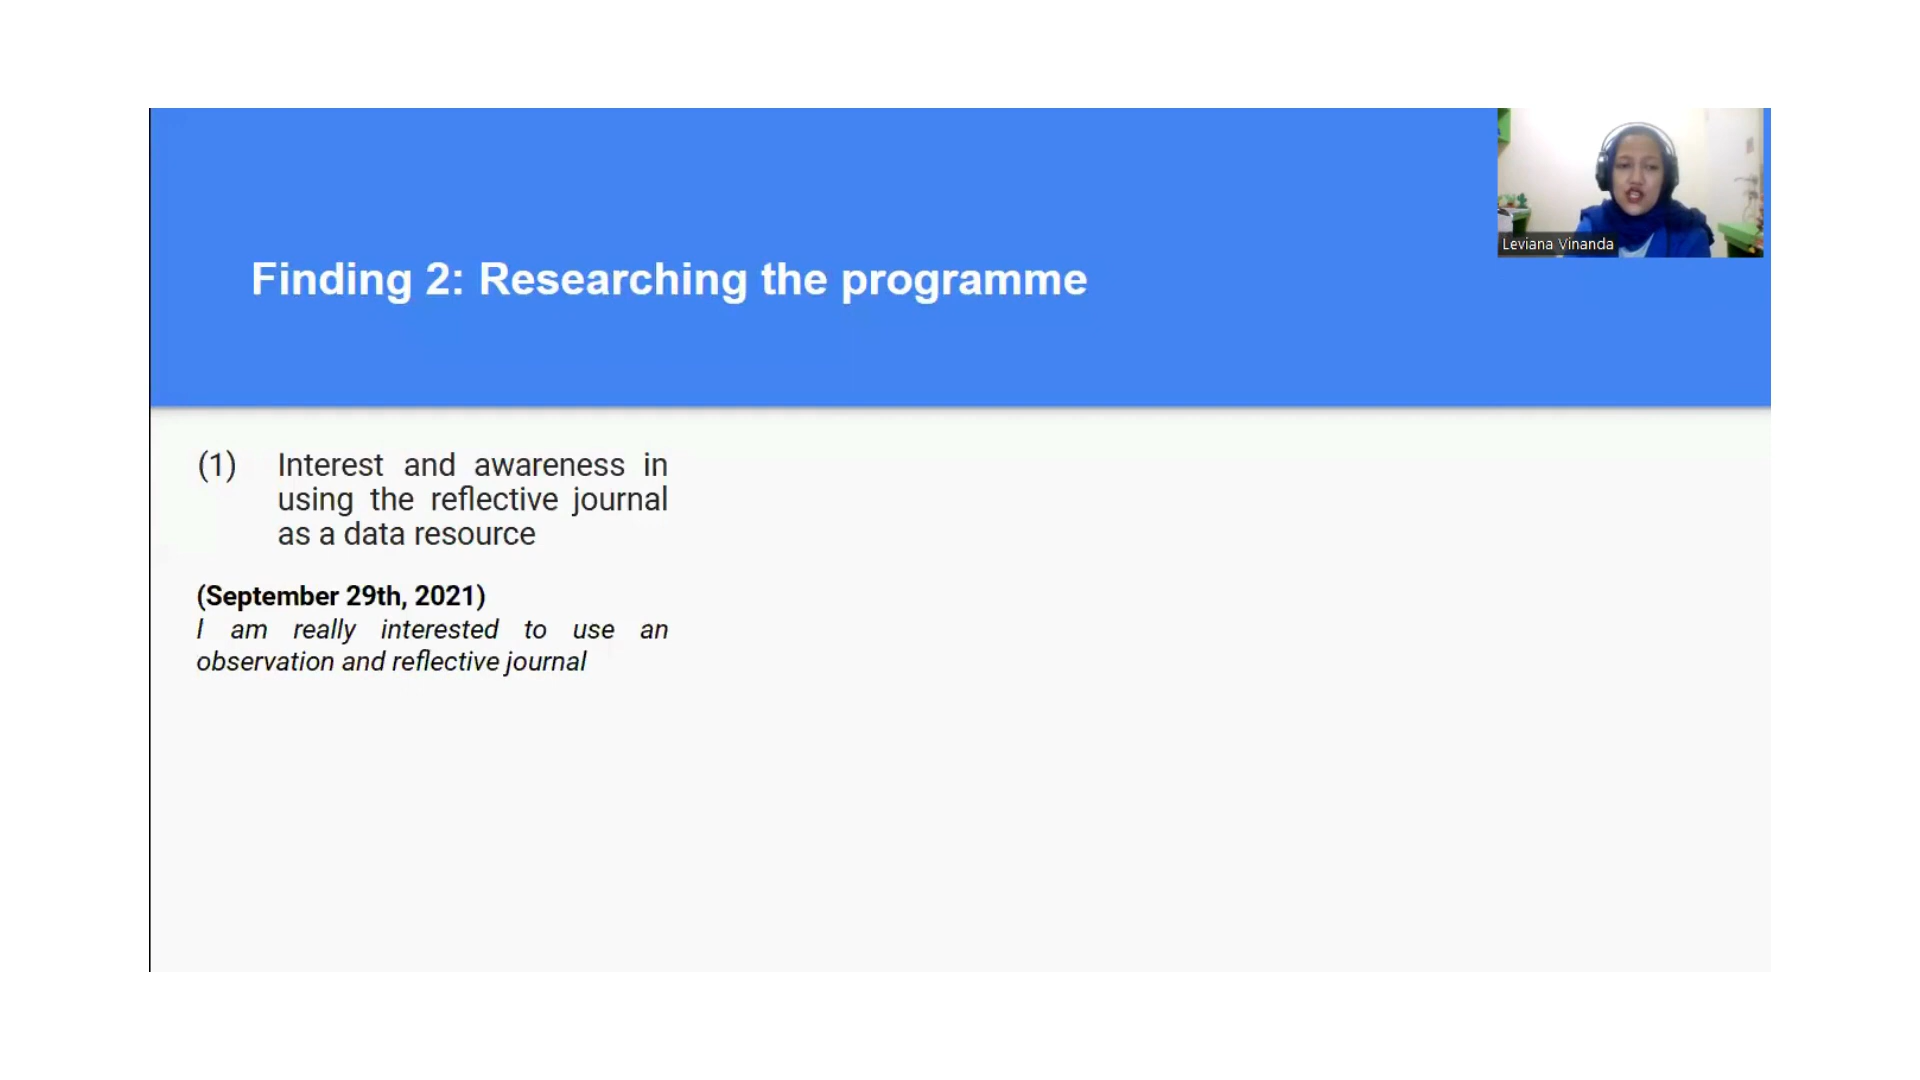 Leviana Vinanda
Finding 2: Researching the programme
(1) Interest and awareness in
using the reflective journal
as a data resource
(September 29th, 2021)
I am really interested to use an
observation and reflective journal